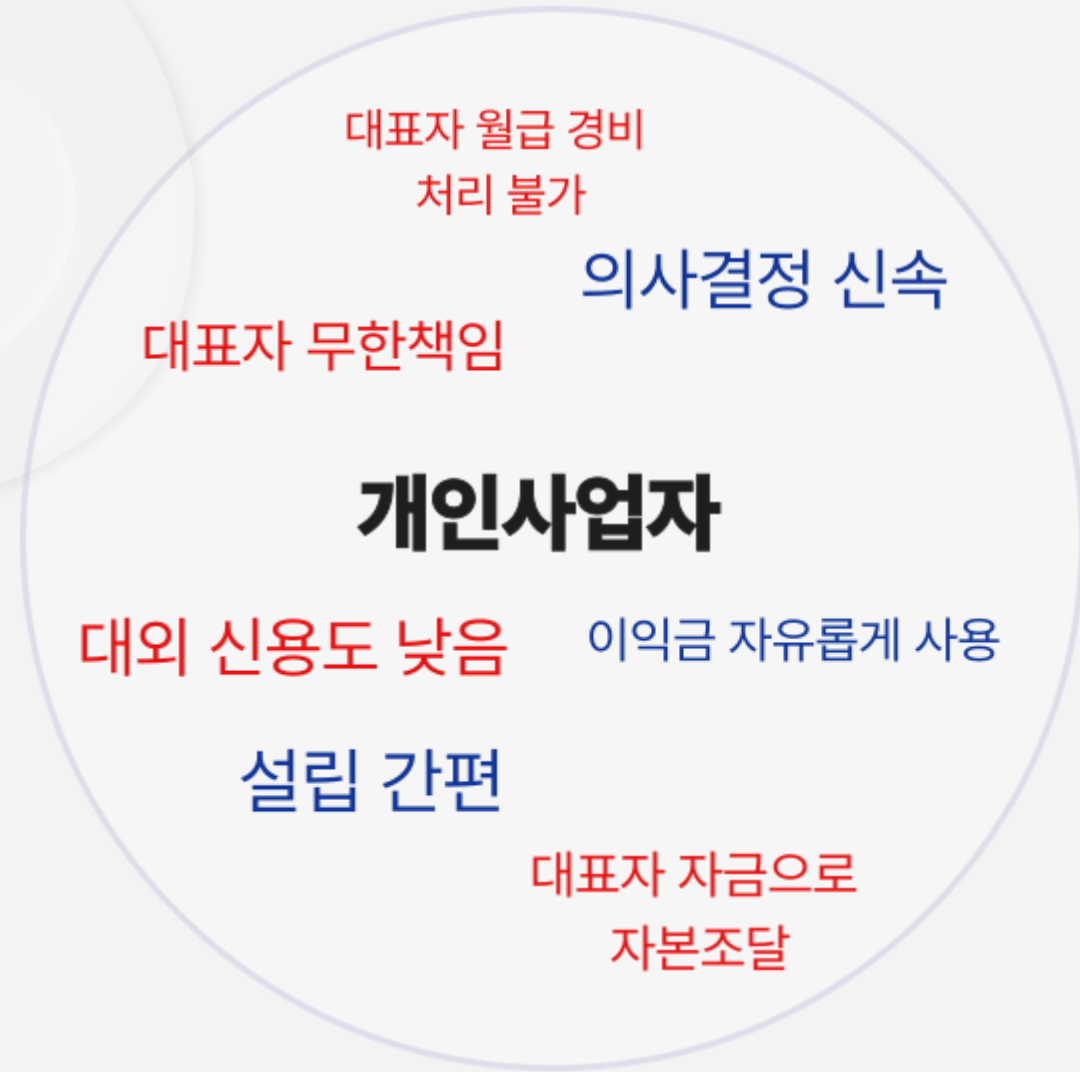 대표자 월급 경비
처리 불가
의사결정 신속
대표자 무한책임
개인사업자
대외 신용도 낮음
이익금 자유롭게 사용
설립 간편
대표자 자금으로
자본조달